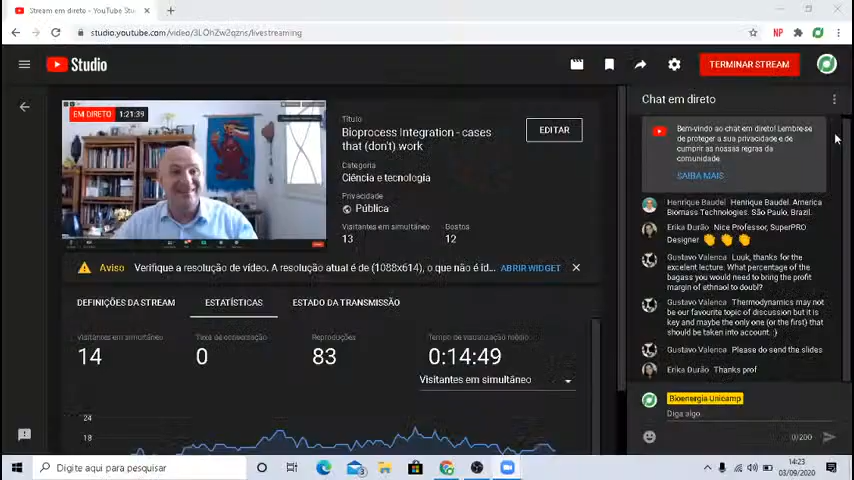 Stream em direto - YouTube Stu
studio.youtube.com/video/3LOhZw2qzns/livestreaming
NP
Studio
TERMINAR STREAM
EM DIRETO 1:21:39
Título
Bioprocess Integration - cases
that (don't) work
EDITAR
Categoria
Ciência e tecnologia
Privacidade
Pública
Visitantes em simultâneo
Gostos
13
12
Aviso Verifique a resolução de vídeo. A resolução atual é de (1088x614), o que não é id... ABRIR WIDGET
DEFINIÇÕES DA STREAM
ESTATÍSTICAS
ESTADO DA TRANSMISSÃO
Visitantes em simultâneo
Taxa de conversação
Reproduções
Tempo de visualização médio
14
0
83
0:14:49
Visitantes em simultâneo
24
18
Chat em direto
Bem-vindo ao chat em direto! Lembre-se
de proteger a sua privacidade e de
cumprir as nossas regras da
comunidade.
SAIBA MAIS
Henrique Baudel Henrique Baudel. America
Biomass Technologies. São Paulo, Brazil.
Erika Durão Nice Professor, SuperPRO
Designer 👏 👏 👏
Gustavo Valenca Luuk, thanks for the
excelent lecture. What percentage of the
bagass you would need to bring the profit
margin of ethnaol to doubl?
Gustavo Valenca Thermodynamics may not
be our favourite topic of discussion but it is
key and maybe the only one (or the first) that
should be taken into account. :)
Gustavo Valenca Please do send the slides
Erika Durão Thanks prof
Bioenergia Unicamp
Diga algo...
0/200
Digite aqui para pesquisar
14:23
03/09/2020